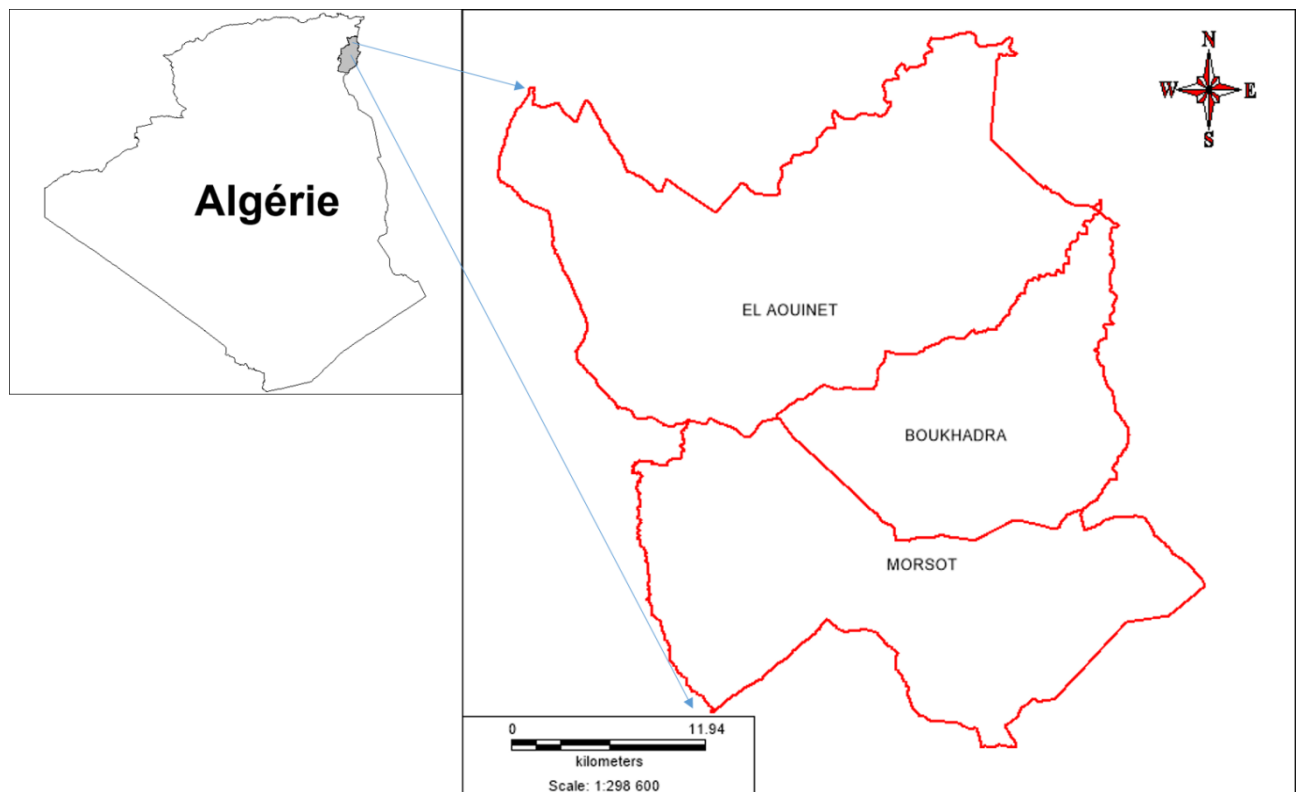 Algérie
N
W E
S
EL AOUINET
BOUKHADRA
MORSOT
0 11.94
kilometers
Scale: 1:298 600